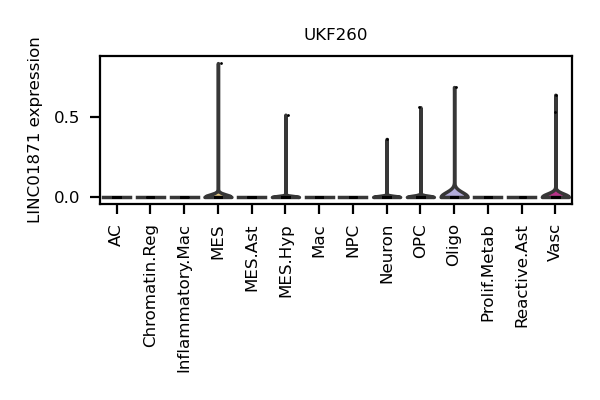 UKF260
LINC01871 expression
0.5
0.0
AC
Chromatin.Reg
Inflammatory.Mac
MES
MES.Ast
MES.Hyp
Mac
NPC
Neuron
OPC
Oligo
Prolif.Metab
Reactive.Ast
Vasc